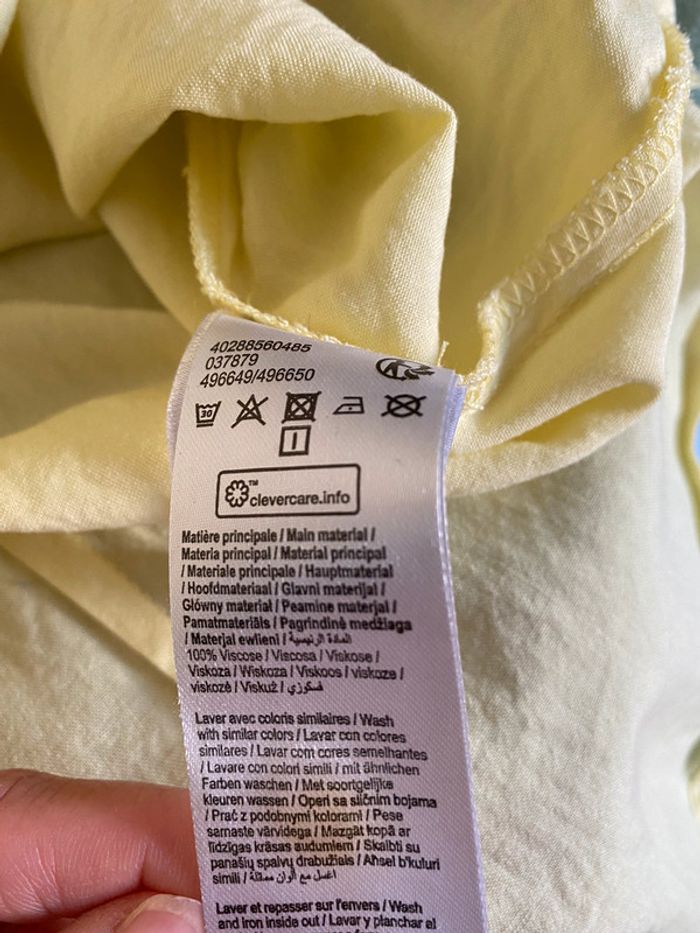 40288560485
037879
496649/496650
30
clevercare.info TM
Matière principale / Main material /
Materia principal / Material principal
/ Materiale principale / Hauptmaterial
/ Hoofdmateriaal / Glavni materijal /
Główny materiał / Peamine materjal /
Pamatmateriāls / Pagrindinė medžiaga
/ Materjal ewlieni / المادة الرئيسية
100% Viscose / Viscosa / Viskose /
Viskoza / Wiskoza / Viskoos / viskoze /
viskozė / Viskuż / فسكوزي
Laver avec coloris similaires / Wash
with similar colors / Lavar con colores
similares / Lavar com cores semelhantes
/ Lavare con colori simili / mit ähnlichen
Farben waschen / Met soortgelijke
kleuren wassen / Operi sa sličnim bojama
/ Prać z podobnymi kolorami / Pese
samaste värvidega / Mazgāt kopā ar
līdzīgas krāsas audumiem / Skalbti su
panašių spalvų drabužiais / Aħsel b'kuluri
simili / اغسل مع ألوان مماثلة
Laver et repasser sur l'envers / Wash
and iron inside out / Lavar y planchar al